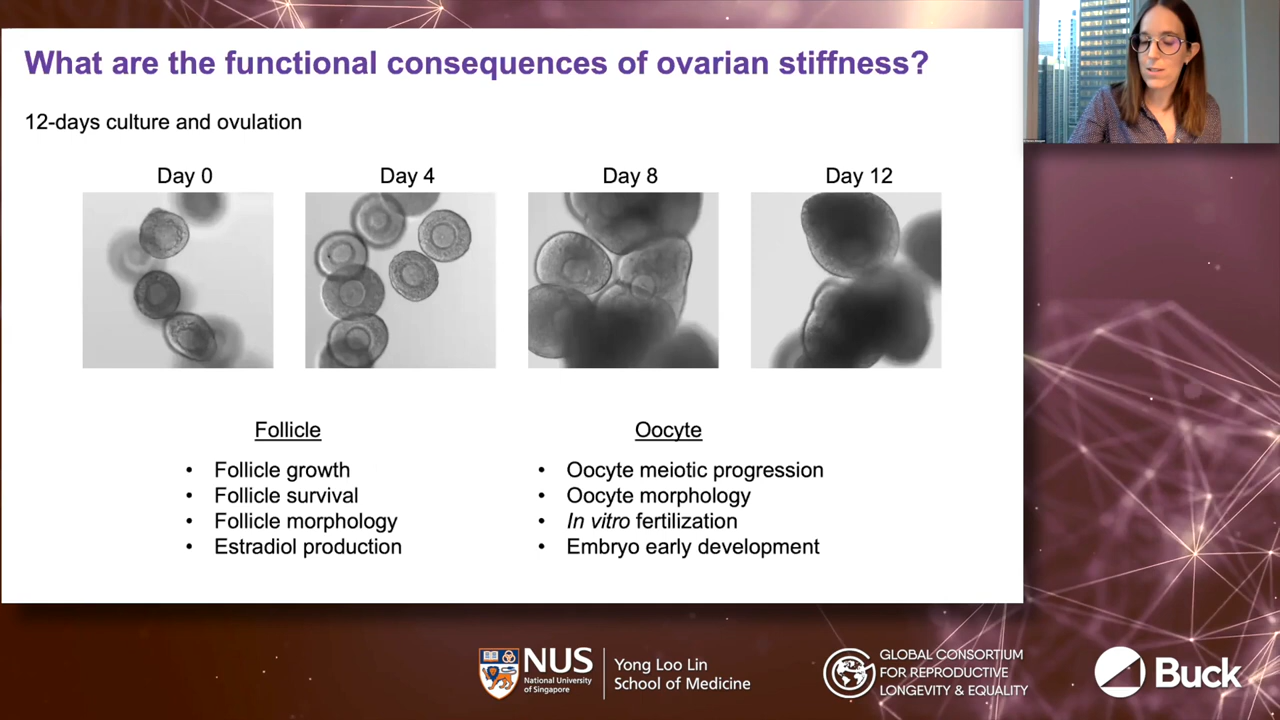 What are the functional consequences of ovarian stiffness?
12-days culture and ovulation
Day 0
Day 4
Day 8
Day 12
Follicle
• Follicle growth
• Follicle survival
• Follicle morphology
• Estradiol production
Oocyte
• Oocyte meiotic progression
• Oocyte morphology
• In vitro fertilization
• Embryo early development
NUS
National University
of Singapore
Yong Loo Lin
School of Medicine
GLOBAL CONSORTIUM
FOR REPRODUCTIVE
LONGEVITY & EQUALITY
Buck